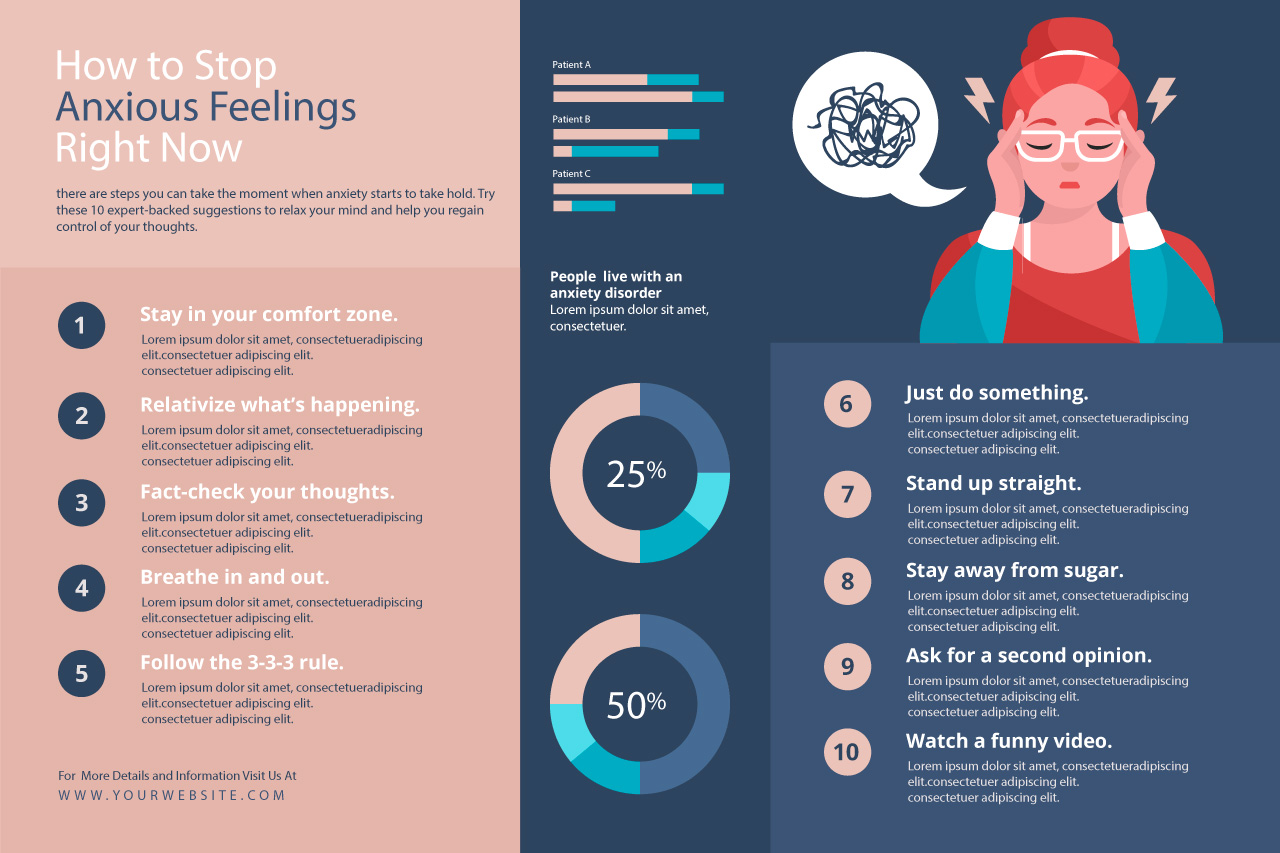 How to Stop
Anxious Feelings
Right Now
there are steps you can take the moment when anxiety starts to take hold. Try
these 10 expert-backed suggestions to relax your mind and help you regain
control of your thoughts.
1
Stay in your comfort zone.
Lorem ipsum dolor sit amet, consectetueradipiscing
elit.consectetuer adipiscing elit.
consectetuer adipiscing elit.
2
Relativize what’s happening.
Lorem ipsum dolor sit amet, consectetueradipiscing
elit.consectetuer adipiscing elit.
consectetuer adipiscing elit.
3
Fact-check your thoughts.
Lorem ipsum dolor sit amet, consectetueradipiscing
elit.consectetuer adipiscing elit.
consectetuer adipiscing elit.
4
Breathe in and out.
Lorem ipsum dolor sit amet, consectetueradipiscing
elit.consectetuer adipiscing elit.
consectetuer adipiscing elit.
5
Follow the 3-3-3 rule.
Lorem ipsum dolor sit amet, consectetueradipiscing
elit.consectetuer adipiscing elit.
consectetuer adipiscing elit.
For  More Details and Information Visit Us At
WWW.YOURWEBSITE.COM
Patient A
Patient B
Patient C
People  live with an
anxiety disorder
Lorem ipsum dolor sit amet,
consectetuer.
25%
50%
6
Just do something.
Lorem ipsum dolor sit amet, consectetueradipiscing
elit.consectetuer adipiscing elit.
consectetuer adipiscing elit.
7
Stand up straight.
Lorem ipsum dolor sit amet, consectetueradipiscing
elit.consectetuer adipiscing elit.
consectetuer adipiscing elit.
8
Stay away from sugar.
Lorem ipsum dolor sit amet, consectetueradipiscing
elit.consectetuer adipiscing elit.
consectetuer adipiscing elit.
9
Ask for a second opinion.
Lorem ipsum dolor sit amet, consectetueradipiscing
elit.consectetuer adipiscing elit.
consectetuer adipiscing elit.
10
Watch a funny video.
Lorem ipsum dolor sit amet, consectetueradipiscing
elit.consectetuer adipiscing elit.
consectetuer adipiscing elit.